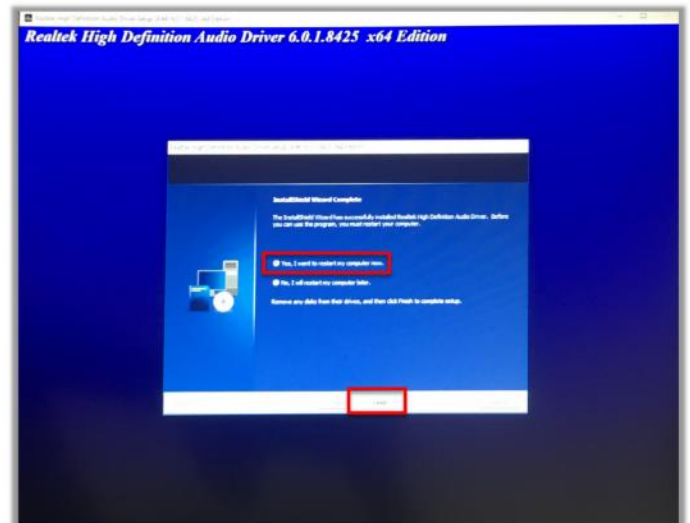 Realtek High Definition Audio Driver 6.0.1.8425 x64 Edition
InstallShield Wizard Complete
The InstallShield Wizard has successfully installed Realtek High Definition Audio Driver. Before
you can use the program, you must restart your computer.
Yes, I want to restart my computer now.
No, I will restart my computer later.
Remove any disks from their drives, and then click Finish to complete setup.